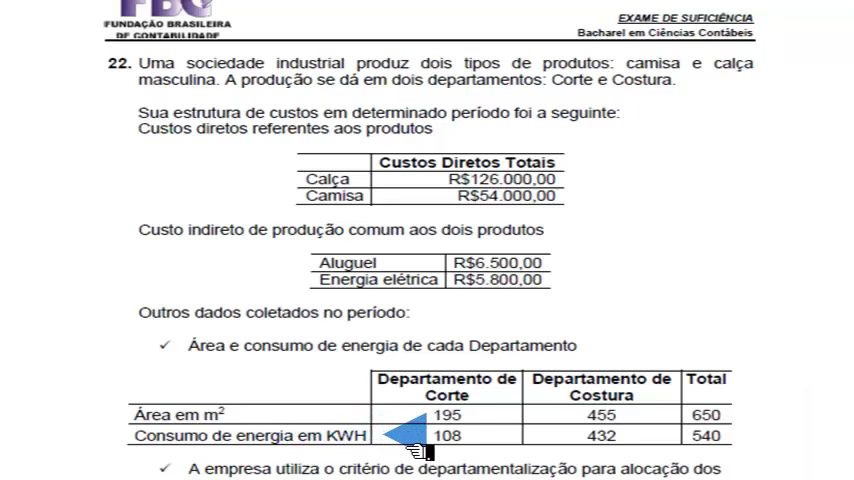 FBC
FUNDAÇÃO BRASILEIRA
DE CONTABILIDADE
EXAME DE SUFICIÊNCIA
Bacharel em Ciências Contábeis
22. Uma sociedade industrial produz dois tipos de produtos: camisa e calça
masculina. A produção se dá em dois departamentos: Corte e Costura.
Sua estrutura de custos em determinado período foi a seguinte:
Custos diretos referentes aos produtos
Custos Diretos Totais
Calça R$126.000,00
Camisa R$54.000,00
Custo indireto de produção comum aos dois produtos
Aluguel R$6.500,00
Energia elétrica R$5.800,00
Outros dados coletados no período:
✓ Área e consumo de energia de cada Departamento
Departamento de Corte Departamento de Costura Total
Área em m² 195 455 650
Consumo de energia em KWH 108 432 540
✓ A empresa utiliza o critério de departamentalização para alocação dos